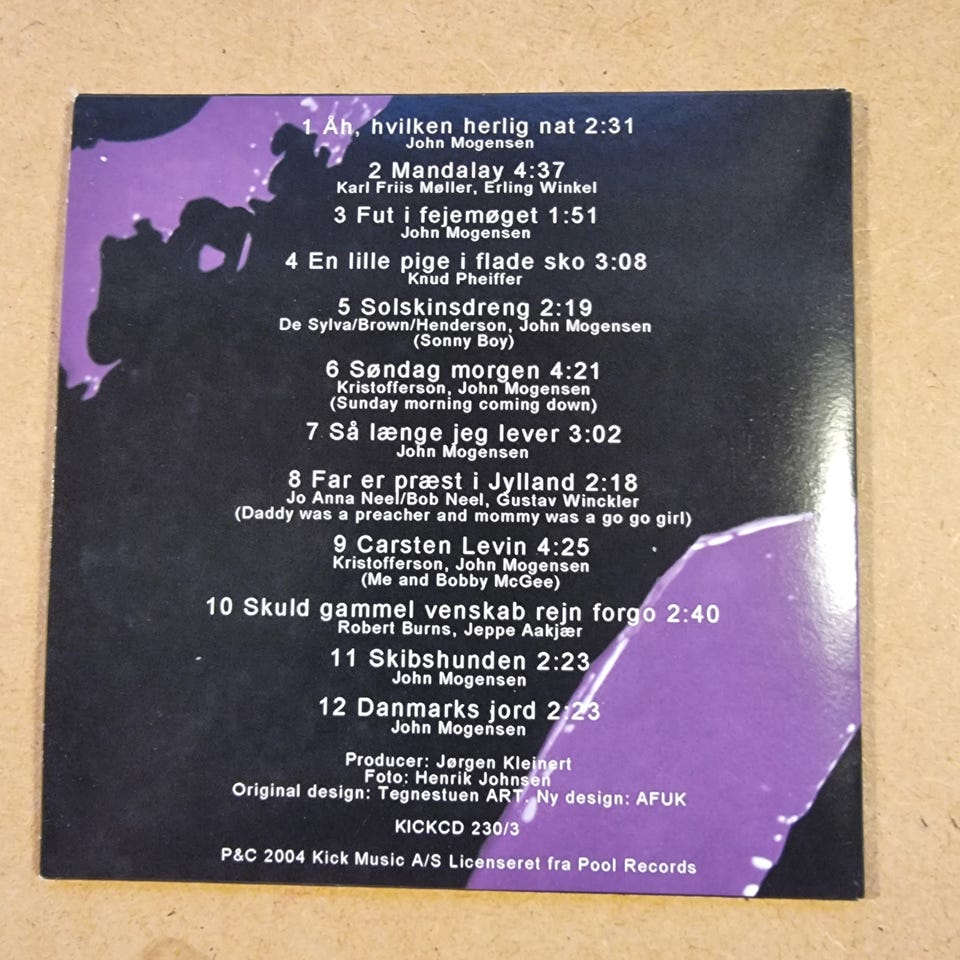 1 Åh, hvilken herlig nat 2:31
John Mogensen
2 Mandalay 4:37
Karl Friis Møller, Erling Winkel
3 Fut i fejemøget 1:51
John Mogensen
4 En lille pige i flade sko 3:08
Knud Pheiffer
5 Solskinsdreng 2:19
De Sylva/Brown/Henderson, John Mogensen
(Sonny Boy)
6 Søndag morgen 4:21
Kristofferson, John Mogensen
(Sunday morning coming down)
7 Så længe jeg lever 3:02
John Mogensen
8 Far er præst i Jylland 2:18
Jo Anna Neel/Bob Neel, Gustav Winckler
(Daddy was a preacher and mommy was a go go girl)
9 Carsten Levin 4:25
Kristofferson, John Mogensen
(Me and Bobby McGee)
10 Skuld gammel venskab rejn forgo 2:40
Robert Burns, Jeppe Aakjær
11 Skibshunden 2:23
John Mogensen
12 Danmarks jord 2:23
John Mogensen
Producer: Jørgen Kleinert
Foto: Henrik Johnsen
Original design: Tegnestuen ART. Ny design: AFUK
KICKCD 230/3
P&C 2004 Kick Music A/S Licenseret fra Pool Records